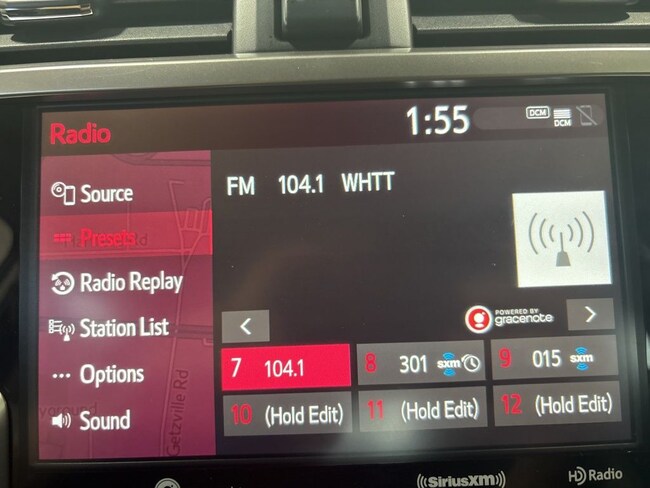 Radio
1:55
DCM
DCM
Source
Presets
Radio Replay
Station List
Options
Sound
Getzville Rd
FM 104.1 WHTT
POWERED BY
gracenote
7 104.1
8 301 sxm
9 015 sxm
10 (Hold Edit)
11 (Hold Edit)
12 (Hold Edit)
SiriusXM
HD Radio